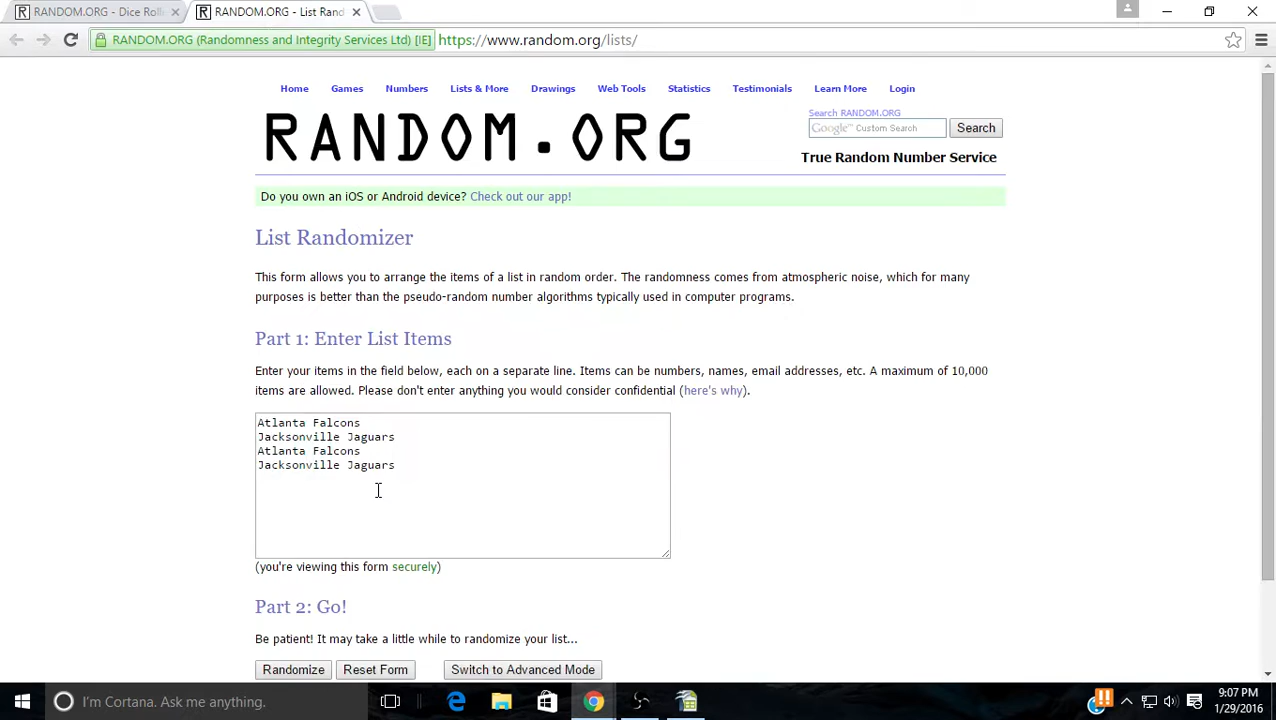 RANDOM.ORG - Dice Roll
RANDOM.ORG - List Ran
RANDOM.ORG (Randomness and Integrity Services Ltd) [IE]
https://www.random.org/lists/
Home Games Numbers Lists & More Drawings Web Tools Statistics Testimonials Learn More Login
RANDOM.ORG
Search RANDOM.ORG
Google™ Custom Search
Search
True Random Number Service
Do you own an iOS or Android device? Check out our app!
List Randomizer
This form allows you to arrange the items of a list in random order. The randomness comes from atmospheric noise, which for many
purposes is better than the pseudo-random number algorithms typically used in computer programs.
Part 1: Enter List Items
Enter your items in the field below, each on a separate line. Items can be numbers, names, email addresses, etc. A maximum of 10,000
items are allowed. Please don't enter anything you would consider confidential (here's why).
Atlanta Falcons
Jacksonville Jaguars
Atlanta Falcons
Jacksonville Jaguars
(you're viewing this form securely)
Part 2: Go!
Be patient! It may take a little while to randomize your list...
Randomize Reset Form Switch to Advanced Mode
I'm Cortana. Ask me anything.
9:07 PM
1/29/2016